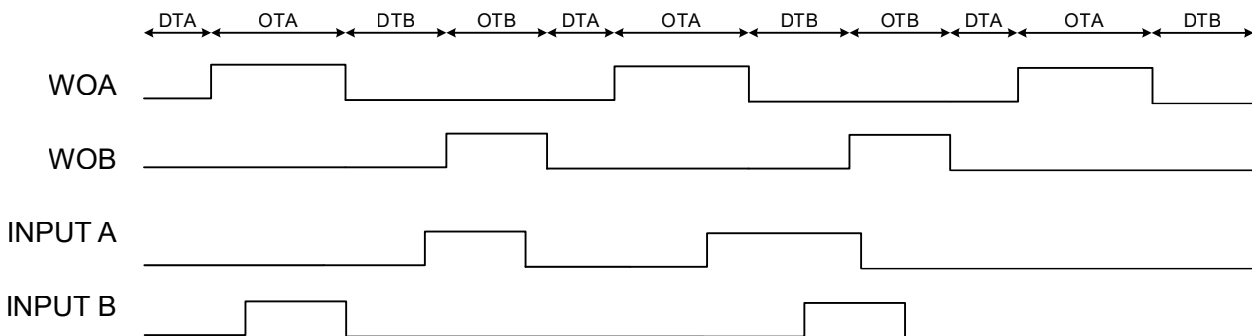 DTA OTA DTB OTB DTA OTA DTB OTB DTA OTA DTB
WOA
WOB
INPUT A
INPUT B